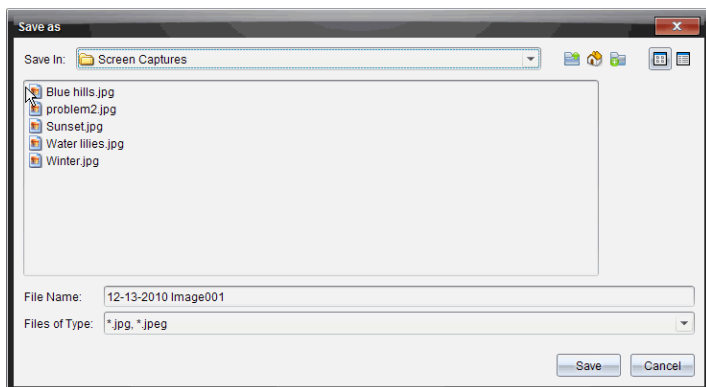 Save as
Save In: Screen Captures
Blue hills.jpg
problem2.jpg
Sunset.jpg
Water lilies.jpg
Winter.jpg
File Name: 12-13-2010 Image001
Files of Type: *.jpg, *.jpeg
Save Cancel